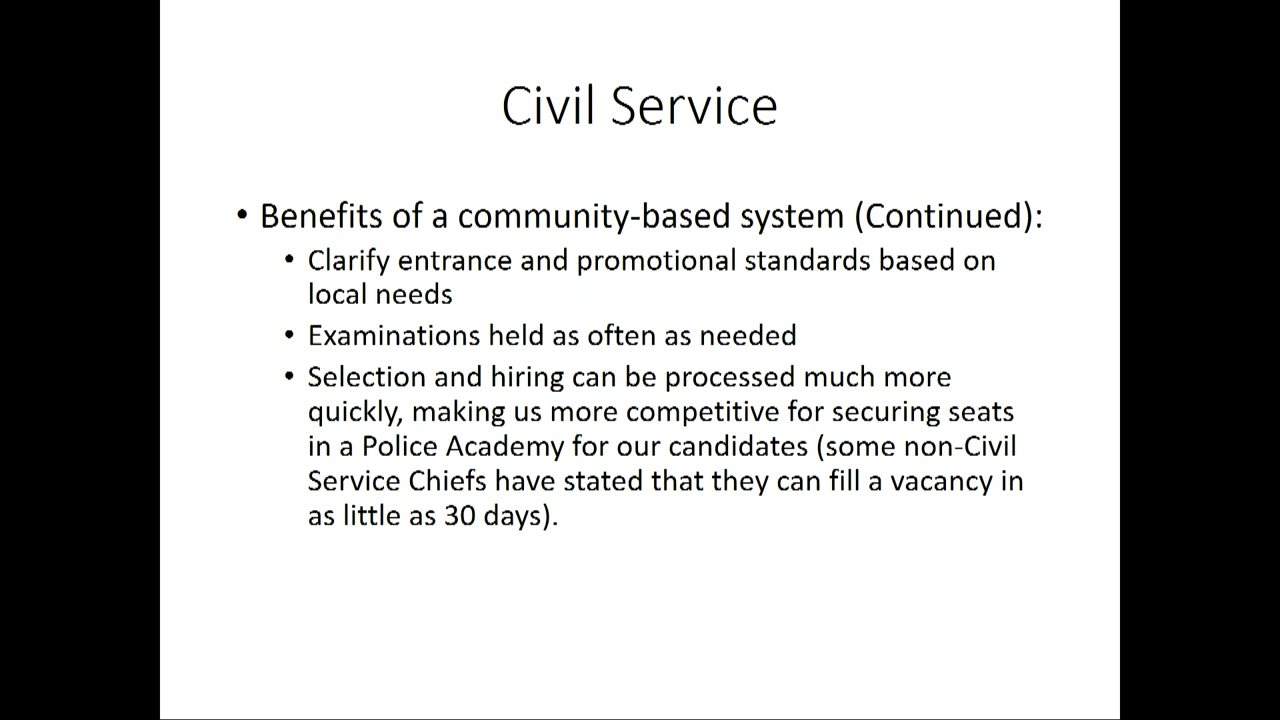 Civil Service
• Benefits of a community-based system (Continued):
• Clarify entrance and promotional standards based on
local needs
• Examinations held as often as needed
• Selection and hiring can be processed much more
quickly, making us more competitive for securing seats
in a Police Academy for our candidates (some non-Civil
Service Chiefs have stated that they can fill a vacancy in
as little as 30 days).